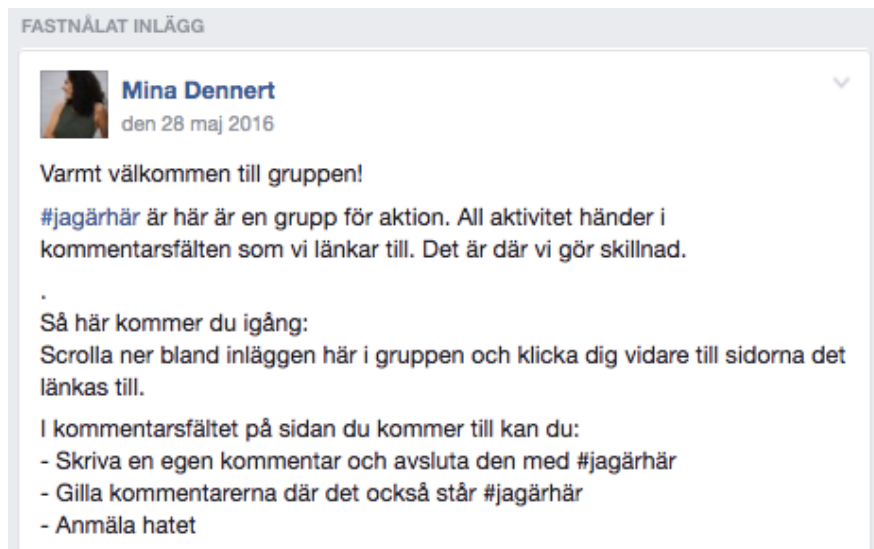 FASTNÅLAT INLÄGG
Mina Dennert
den 28 maj 2016
Varmt välkommen till gruppen!
#jagärhär är här är en grupp för aktion. All aktivitet händer i
kommentarsfälten som vi länkar till. Det är där vi gör skillnad.
.
Så här kommer du igång:
Scrolla ner bland inläggen här i gruppen och klicka dig vidare till sidorna det
länkas till.
I kommentarsfältet på sidan du kommer till kan du:
- Skriva en egen kommentar och avsluta den med #jagärhär
- Gilla kommentarerna där det också står #jagärhär
- Anmäla hatet